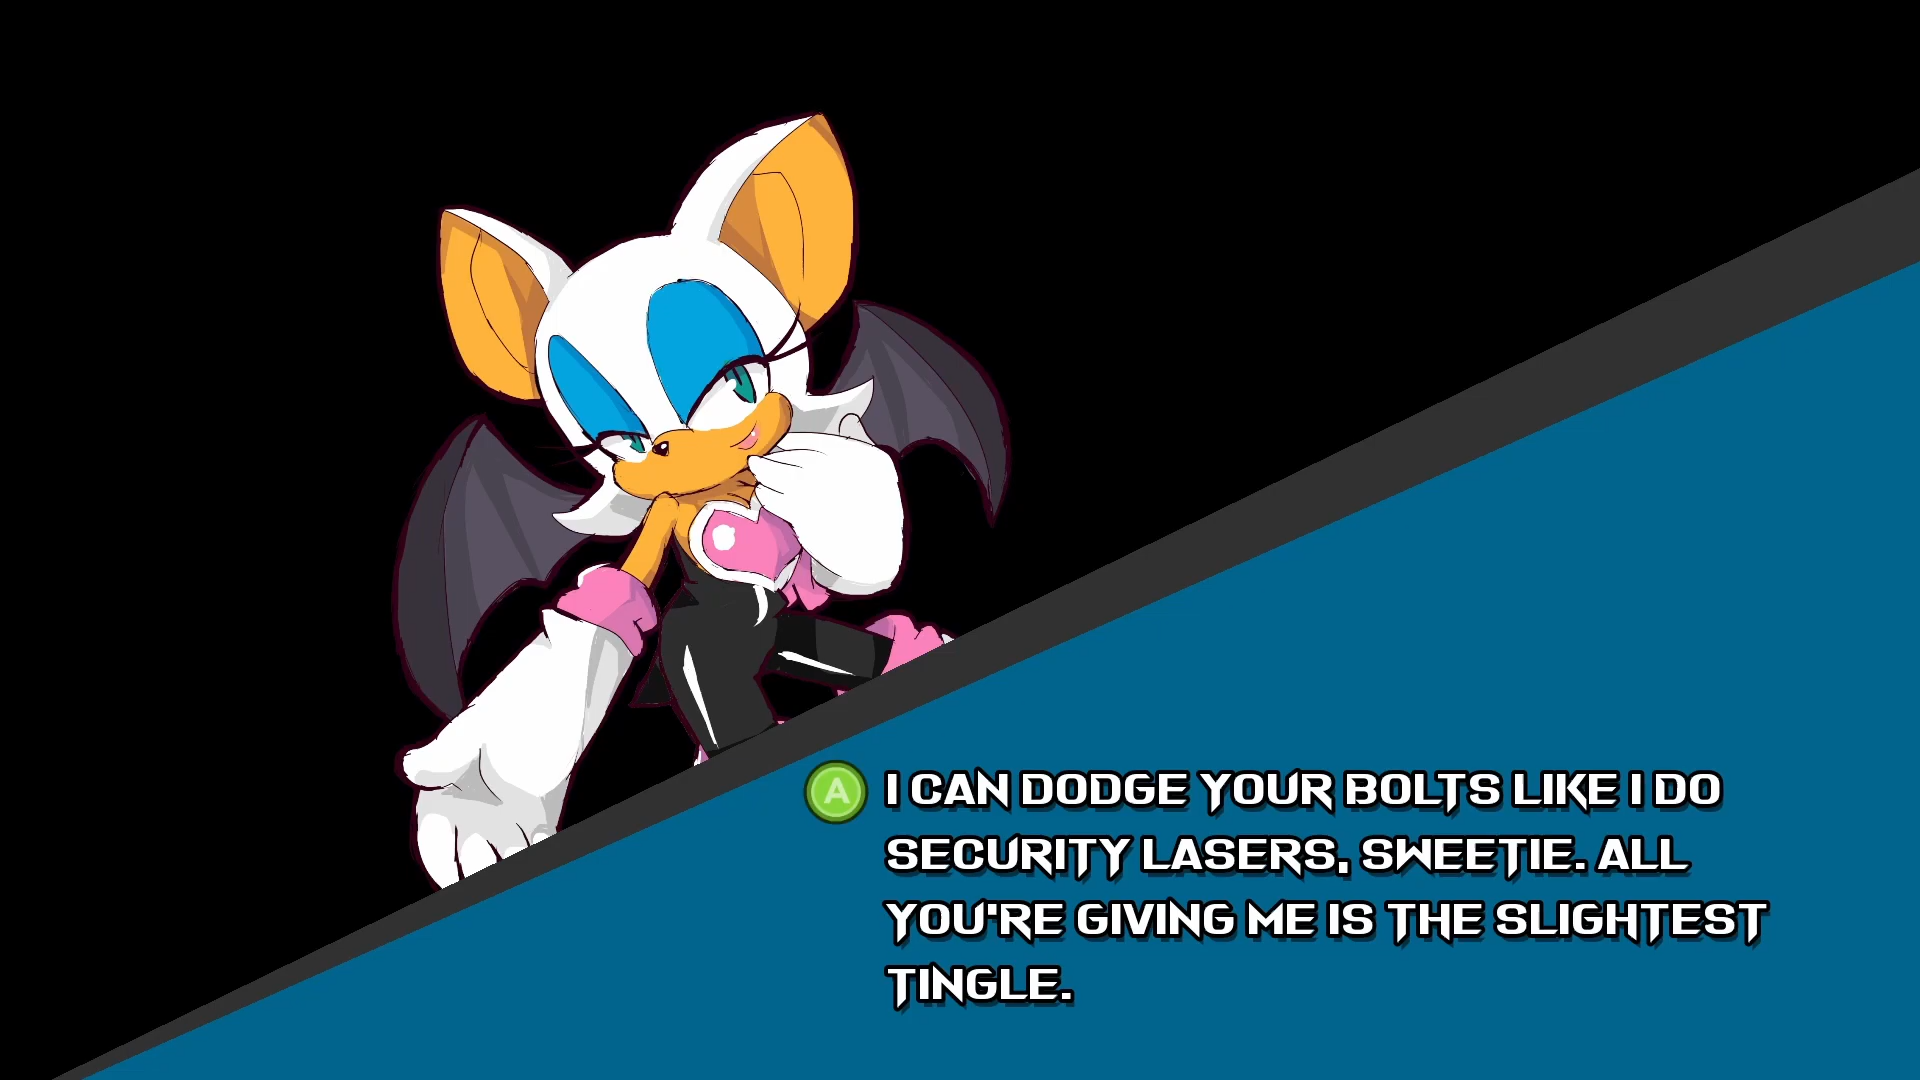 A I CAN DODGE YOUR BOLTS LIKE I DO
SECURITY LASERS, SWEETIE. ALL
YOU'RE GIVING ME IS THE SLIGHTEST
TINGLE.